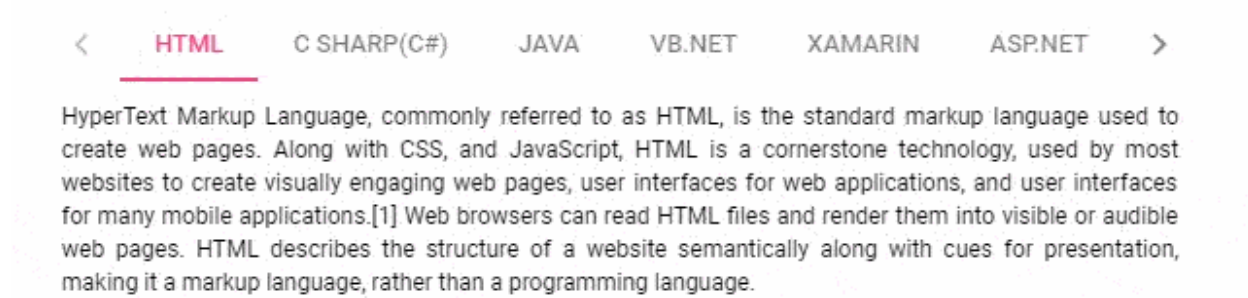 HTML C SHARP(C#) JAVA VB.NET XAMARIN ASP.NET
HyperText Markup Language, commonly referred to as HTML, is the standard markup language used to
create web pages. Along with CSS, and JavaScript, HTML is a cornerstone technology, used by most
websites to create visually engaging web pages, user interfaces for web applications, and user interfaces
for many mobile applications.[1] Web browsers can read HTML files and render them into visible or audible
web pages. HTML describes the structure of a website semantically along with cues for presentation,
making it a markup language, rather than a programming language.